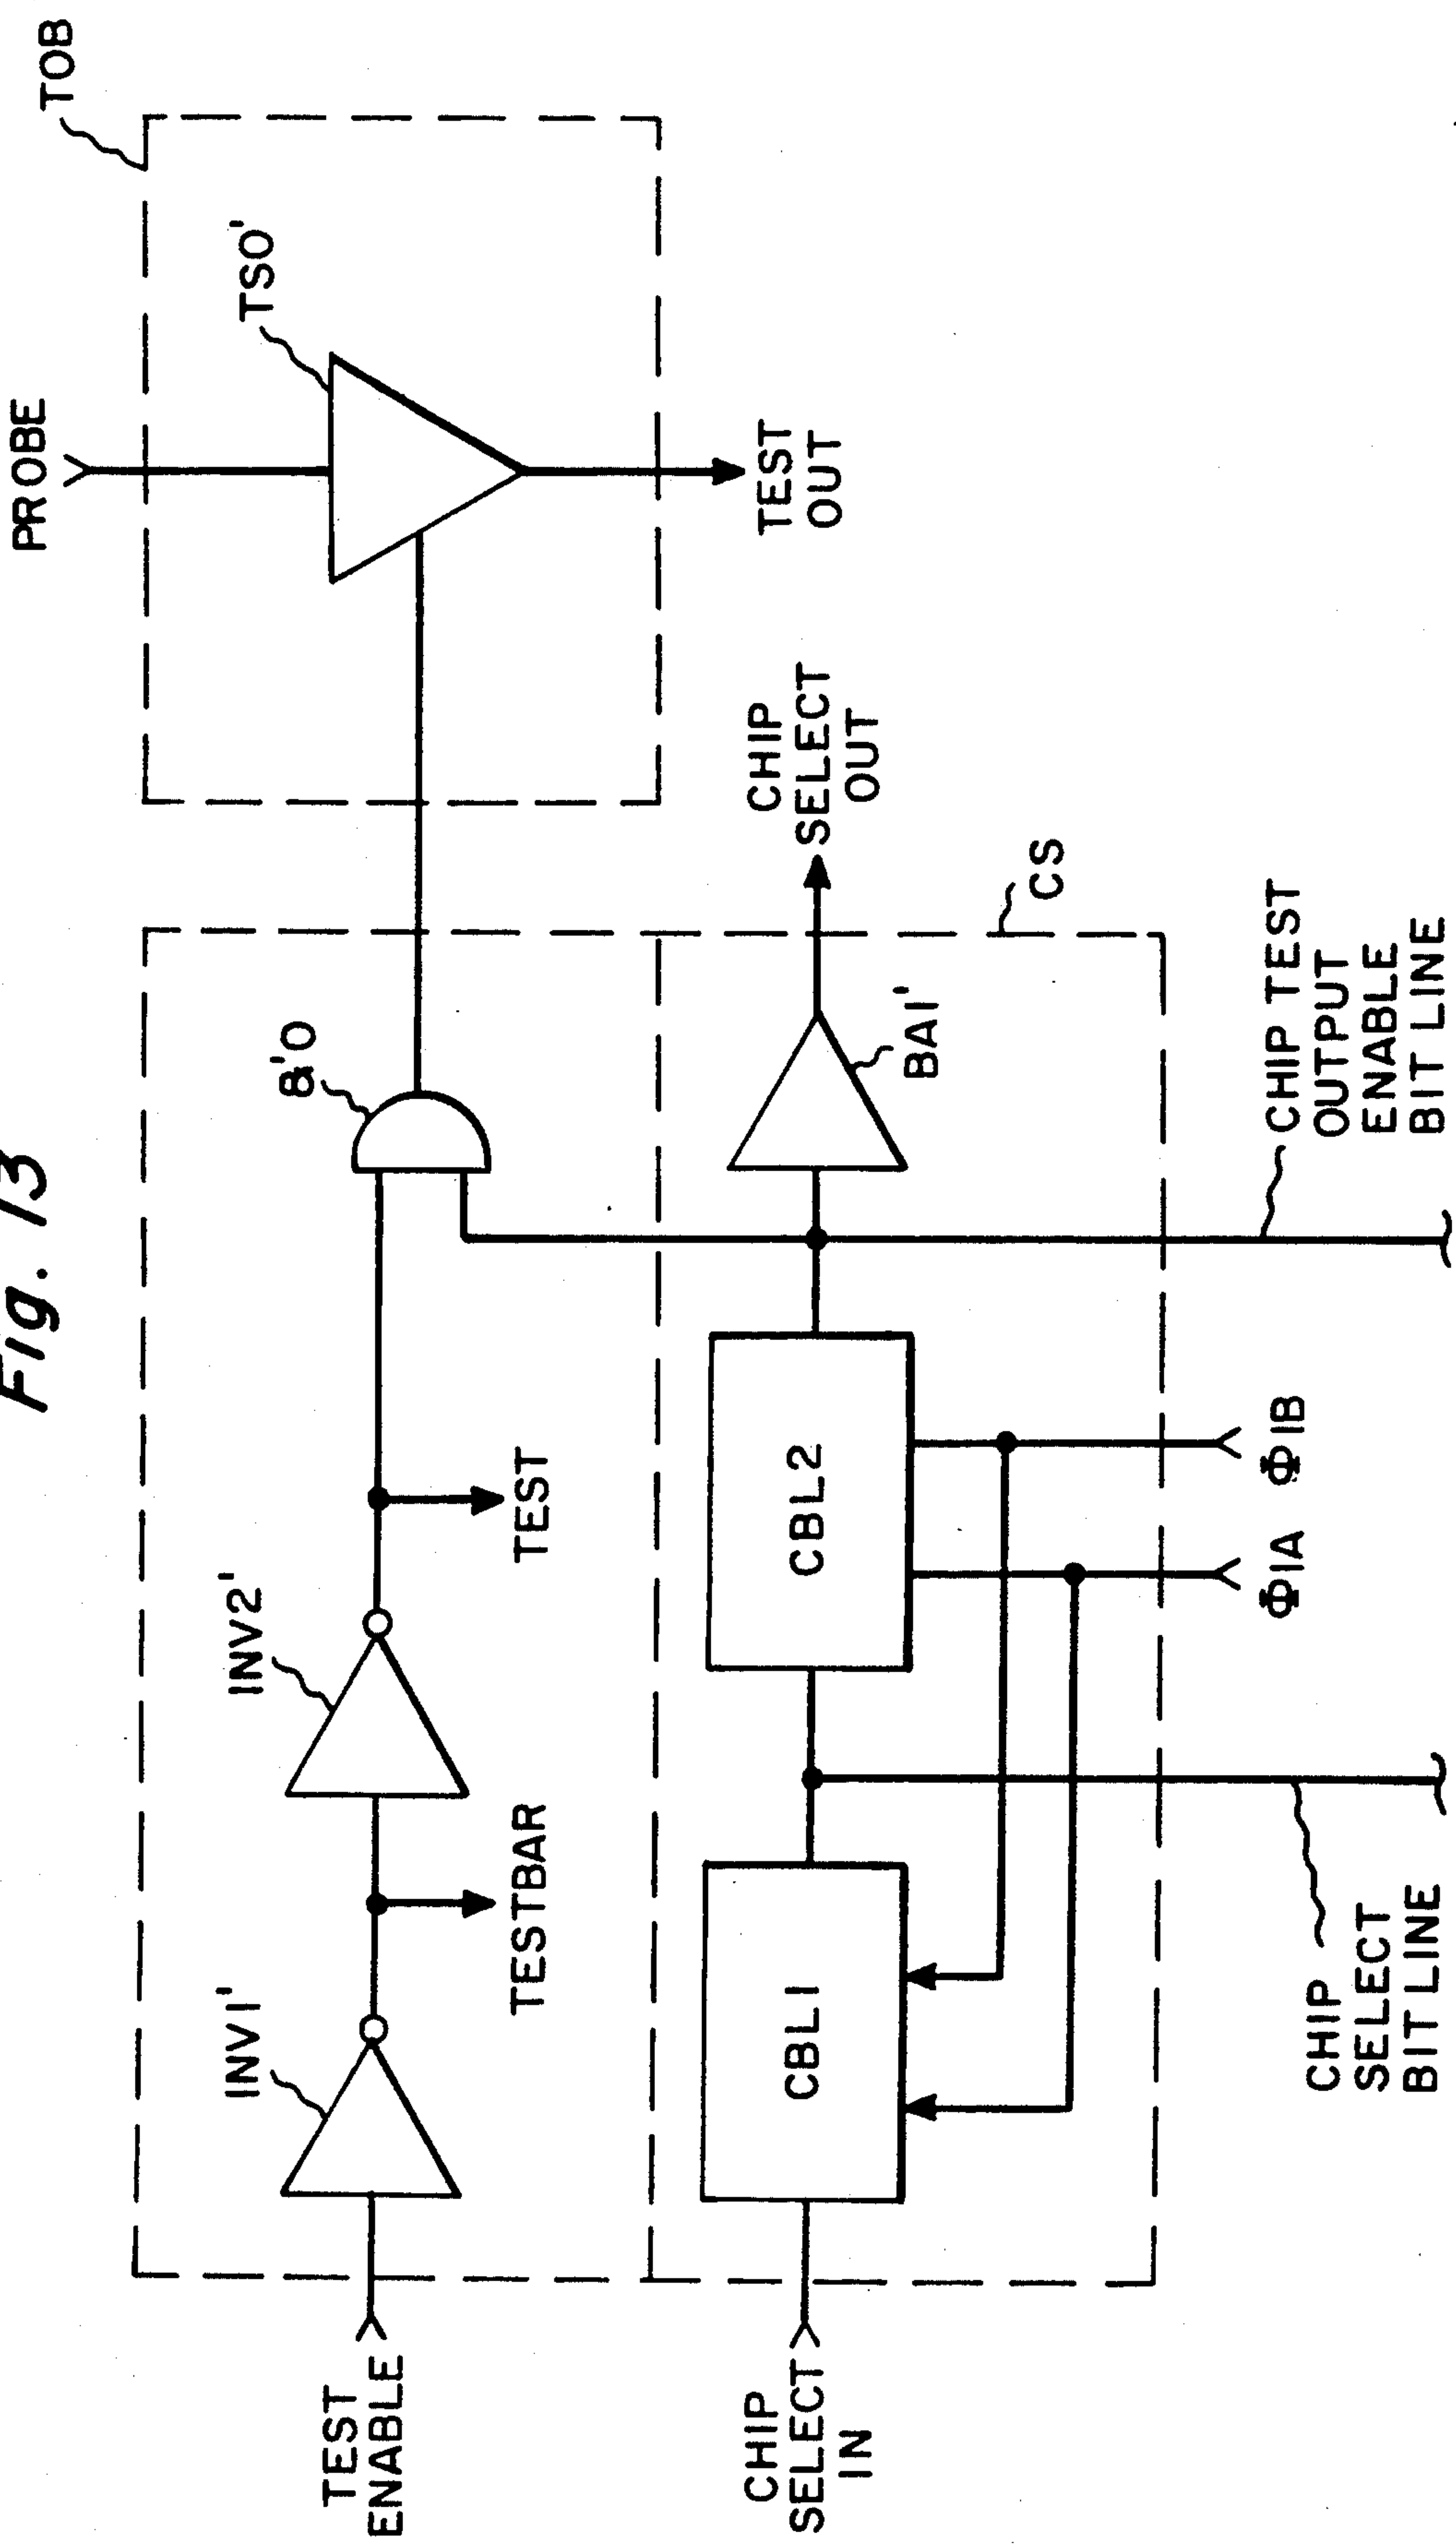 Fig. 13
TOB
PROBE
TSO'
TEST
OUT
&'O
INV2'
INV1'
TEST
TESTBAR
TEST
ENABLE
CHIP
SELECT
OUT
CS
BA1'
CBL2
CBL1
CHIP
SELECT
IN
Φ1A
Φ1B
CHIP TEST
OUTPUT
ENABLE
BIT LINE
CHIP
SELECT
BIT LINE